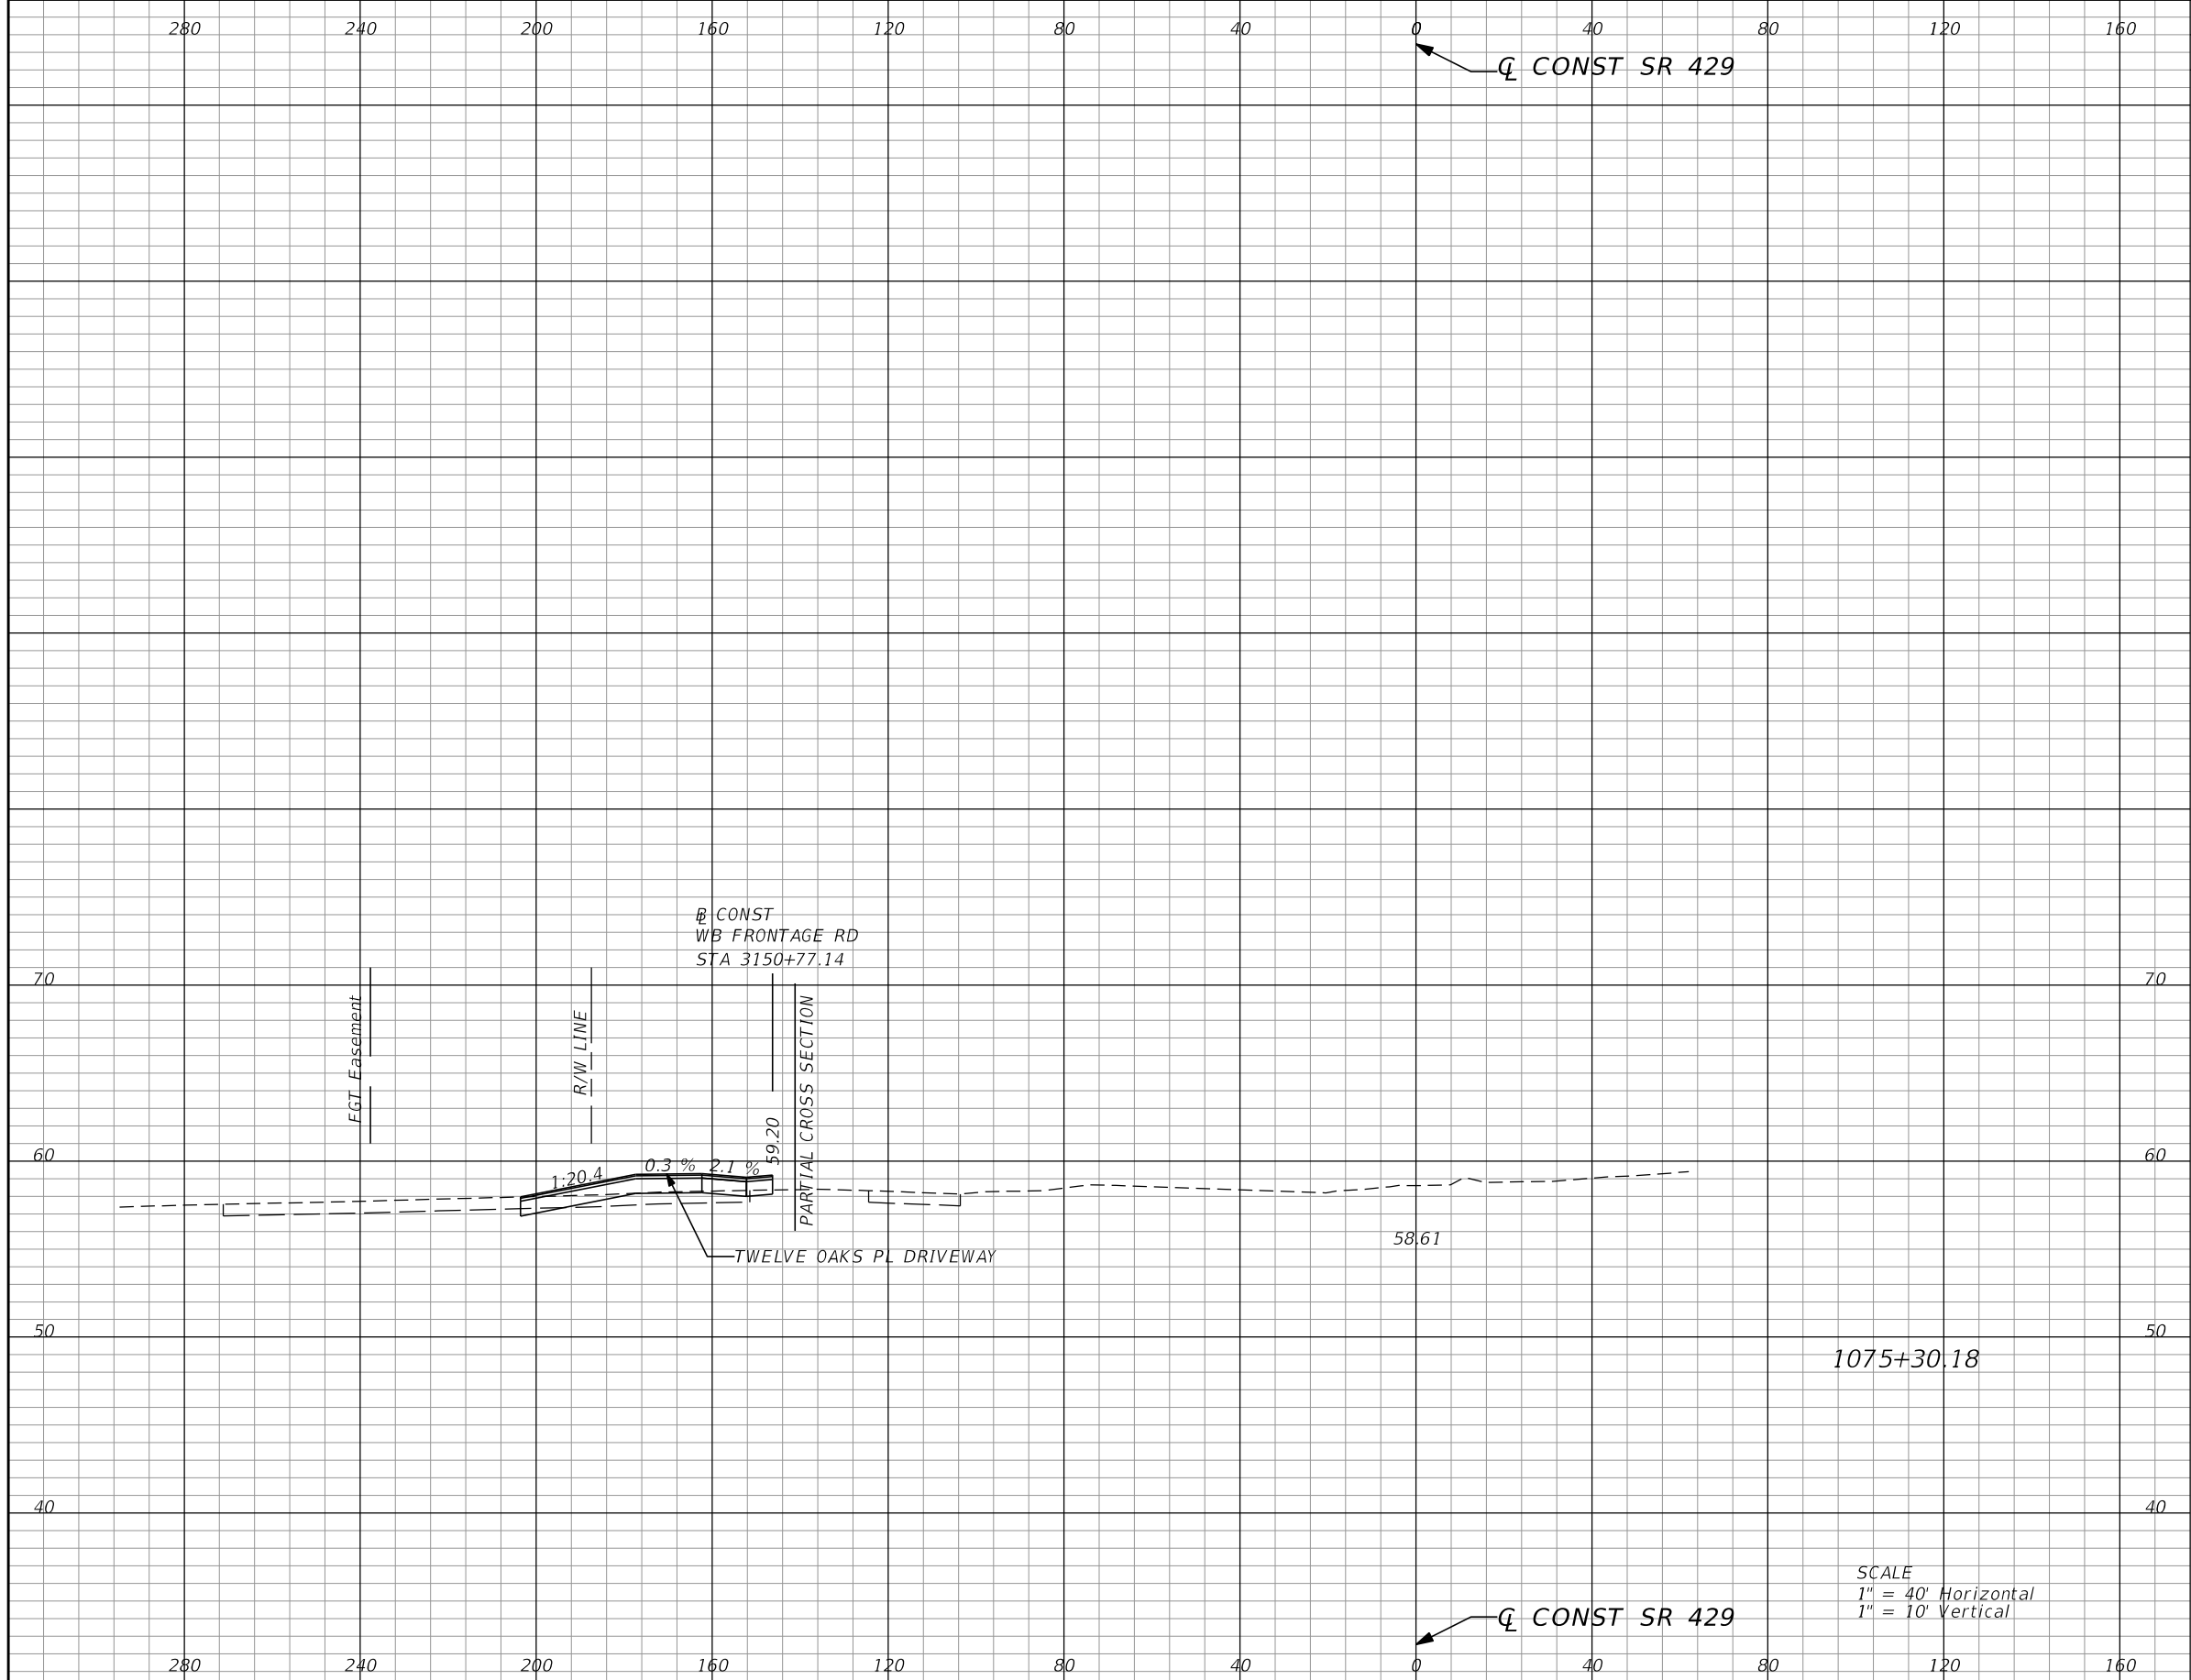 280 240 200 160 120 80 40 0 40 80 120 160
℄ CONST SR 429
℄ CONST
WB FRONTAGE RD
STA 3150+77.14
70 70
FGT Easement
R/W LINE
PARTIAL CROSS SECTION
59.20
60 60
1:20.4
0.3 %
2.1 %
58.61
TWELVE OAKS PL DRIVEWAY
50 50
1075+30.18
40 40
SCALE
1" = 40' Horizontal
1" = 10' Vertical
℄ CONST SR 429
280 240 200 160 120 80 40 0 40 80 120 160